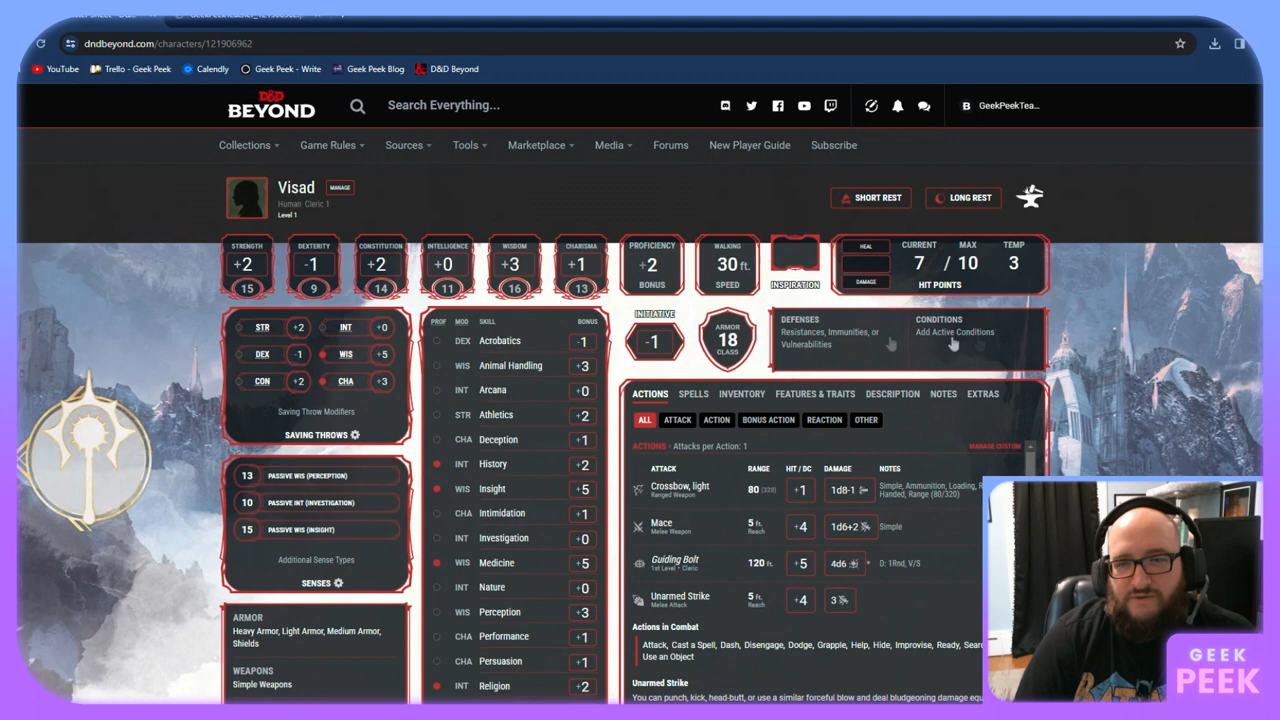 dndbeyond.com/characters/121906962
YouTube Trello - Geek Peek Calendly Geek Peek - Write Geek Peek Blog D&D Beyond
D&D
BEYOND
Search Everything...
GeekPeekTea...
Collections Game Rules Sources Tools Marketplace Media Forums New Player Guide Subscribe
Visad MANAGE
Human Cleric 1
Level 1
SHORT REST LONG REST
STRENGTH
+2
15
DEXTERITY
-1
9
CONSTITUTION
+2
14
INTELLIGENCE
+0
11
WISDOM
+3
16
CHARISMA
+1
13
PROFICIENCY
+2
BONUS
WALKING
30 ft.
SPEED
INSPIRATION
HEAL
DAMAGE
CURRENT MAX TEMP
7 / 10 3
HIT POINTS
STR +2 INT +0
DEX -1 WIS +5
CON +2 CHA +3
Saving Throw Modifiers
SAVING THROWS
13 PASSIVE WIS (PERCEPTION)
10 PASSIVE INT (INVESTIGATION)
15 PASSIVE WIS (INSIGHT)
Additional Sense Types
SENSES
ARMOR
Heavy Armor, Light Armor, Medium Armor,
Shields
WEAPONS
Simple Weapons
PROF MOD SKILL BONUS
DEX Acrobatics -1
WIS Animal Handling +3
INT Arcana +0
STR Athletics +2
CHA Deception +1
INT History +2
WIS Insight +5
CHA Intimidation +1
INT Investigation +0
WIS Medicine +5
INT Nature +0
WIS Perception +3
CHA Performance +1
CHA Persuasion +1
INT Religion +2
INITIATIVE
-1
ARMOR
18
CLASS
DEFENSES
Resistances, Immunities, or
Vulnerabilities
CONDITIONS
Add Active Conditions
ACTIONS SPELLS INVENTORY FEATURES & TRAITS DESCRIPTION NOTES EXTRAS
ALL ATTACK ACTION BONUS ACTION REACTION OTHER
ACTIONS • Attacks per Action: 1 MANAGE CUSTOM
ATTACK RANGE HIT / DC DAMAGE NOTES
Crossbow, light 80 (320) +1 1d8-1 Simple, Ammunition, Loading,
Ranged Weapon Handed, Range (80/320)
Mace 5 ft. +4 1d6+2 Simple
Melee Weapon Reach
Guiding Bolt 120 ft. +5 4d6 D: 1Rnd, V/S
1st Level • Cleric
Unarmed Strike 5 ft. +4 3
Melee Attack Reach
Actions in Combat
Attack, Cast a Spell, Dash, Disengage, Dodge, Grapple, Help, Hide, Improvise, Ready,
Use an Object
Unarmed Strike
You can punch, kick, head-butt, or use a similar forceful blow and deal bludgeoning damage
GEEK
PEEK